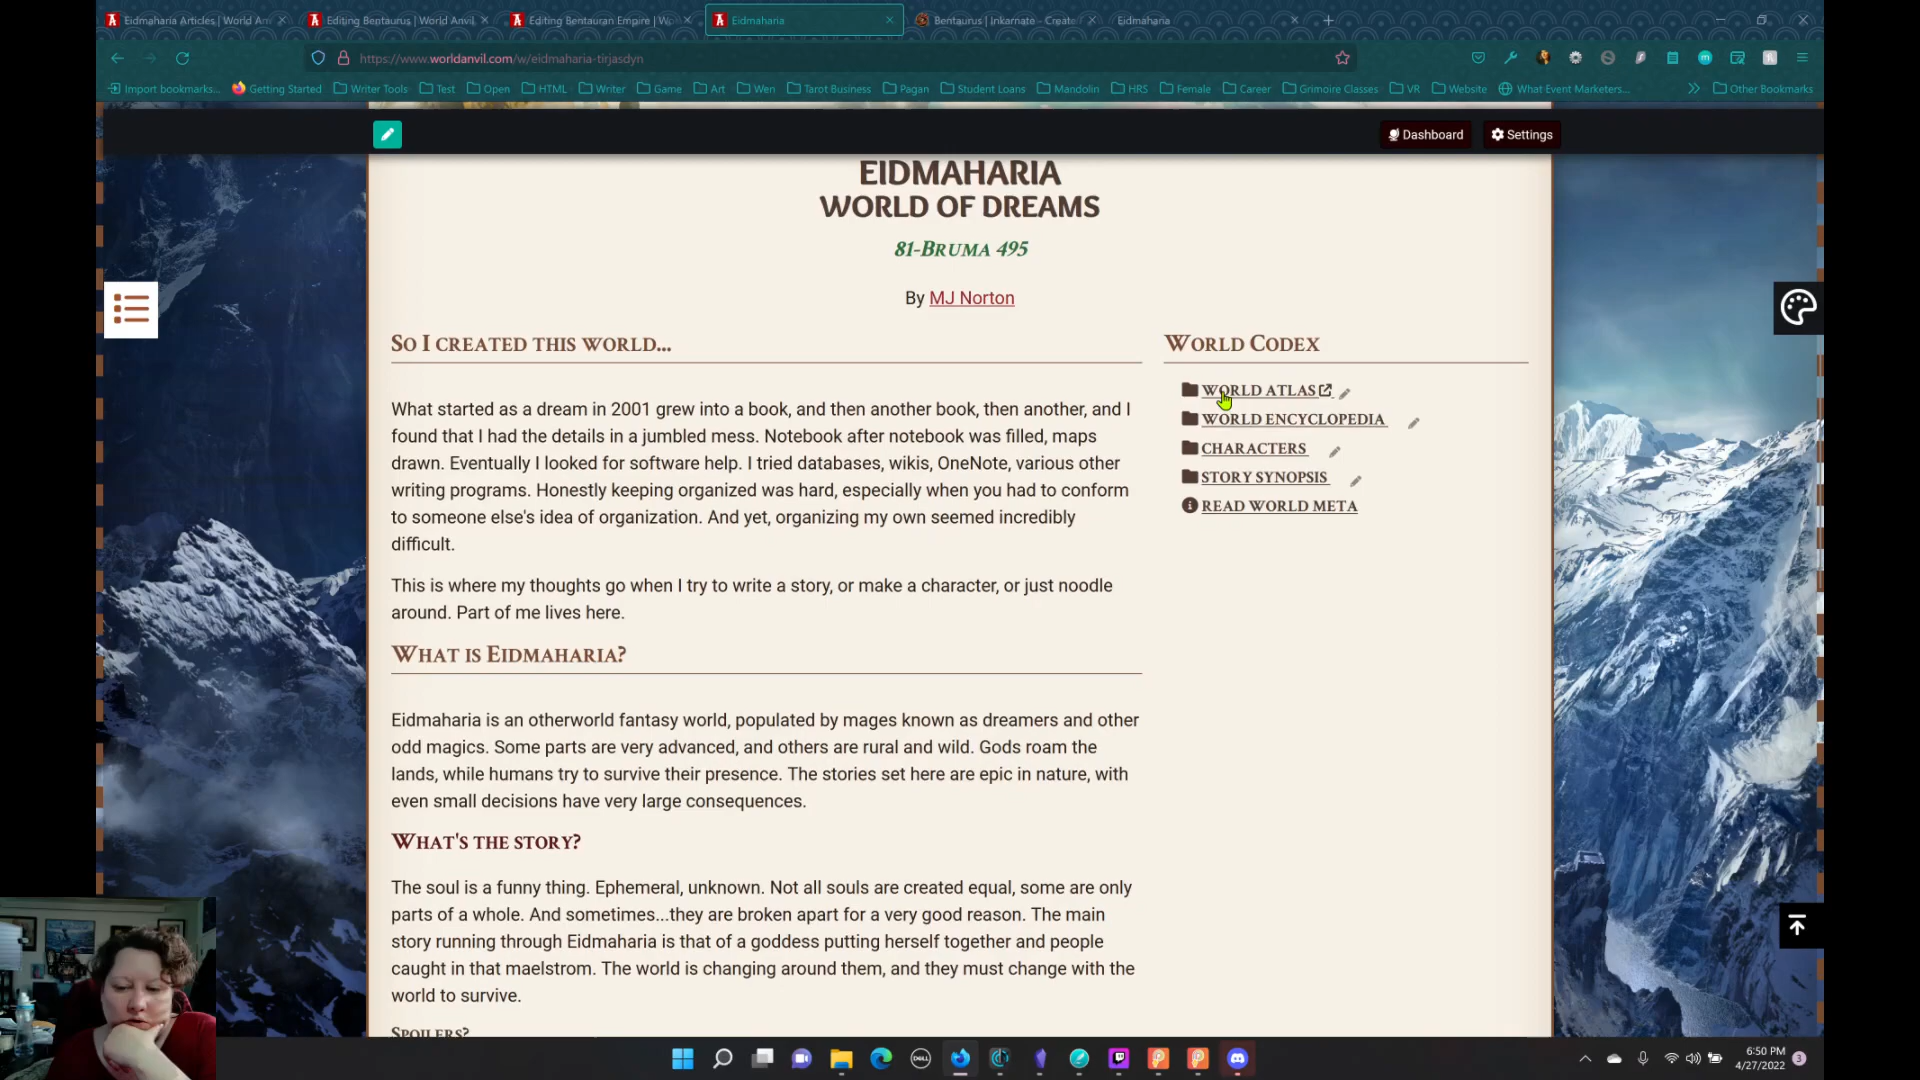 Eidmaharia Articles | World An
Editing Bentaurus | World Anvil
Editing Bentauran Empire | Wo
Eidmaharia
Bentaurus | Inkarnate - Create
Eidmaharia
https://www.worldanvil.com/w/eidmaharia-tirjasdyn
Import bookmarks...
Getting Started
Writer Tools
Test
Open
HTML
Writer
Game
Art
Wen
Tarot Business
Pagan
Student Loans
Mandolin
HRS
Female
Career
Grimoire Classes
VR
Website
What Event Marketers...
Other Bookmarks
Dashboard
Settings
EIDMAHARIA
WORLD OF DREAMS
81-Bruma 495
By MJ Norton
So I created this world...
What started as a dream in 2001 grew into a book, and then another book, then another, and I
found that I had the details in a jumbled mess. Notebook after notebook was filled, maps
drawn. Eventually I looked for software help. I tried databases, wikis, OneNote, various other
writing programs. Honestly keeping organized was hard, especially when you had to conform
to someone else's idea of organization. And yet, organizing my own seemed incredibly
difficult.
This is where my thoughts go when I try to write a story, or make a character, or just noodle
around. Part of me lives here.
What is Eidmaharia?
Eidmaharia is an otherworld fantasy world, populated by mages known as dreamers and other
odd magics. Some parts are very advanced, and others are rural and wild. Gods roam the
lands, while humans try to survive their presence. The stories set here are epic in nature, with
even small decisions have very large consequences.
What's the story?
The soul is a funny thing. Ephemeral, unknown. Not all souls are created equal, some are only
parts of a whole. And sometimes...they are broken apart for a very good reason. The main
story running through Eidmaharia is that of a goddess putting herself together and people
caught in that maelstrom. The world is changing around them, and they must change with the
world to survive.
Spoilers?
World Codex
WORLD ATLAS
WORLD ENCYCLOPEDIA
CHARACTERS
STORY SYNOPSIS
READ WORLD META
DELL
6:50 PM
4/27/2022
3